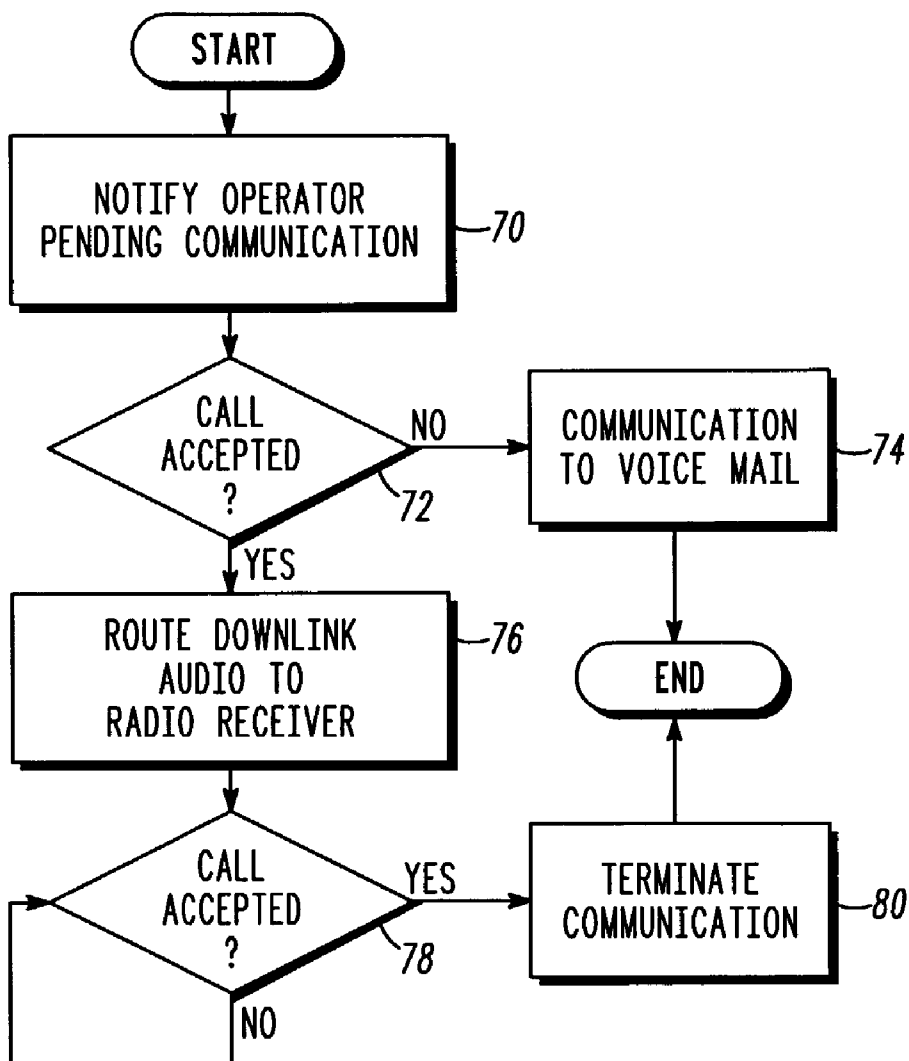 START
NOTIFY OPERATOR
PENDING COMMUNICATION
70
CALL
ACCEPTED
?
72
NO
COMMUNICATION
TO VOICE MAIL
74
YES
ROUTE DOWNLINK
AUDIO TO
RADIO RECEIVER
76
END
CALL
ACCEPTED
?
78
YES
TERMINATE
COMMUNICATION
80
NO